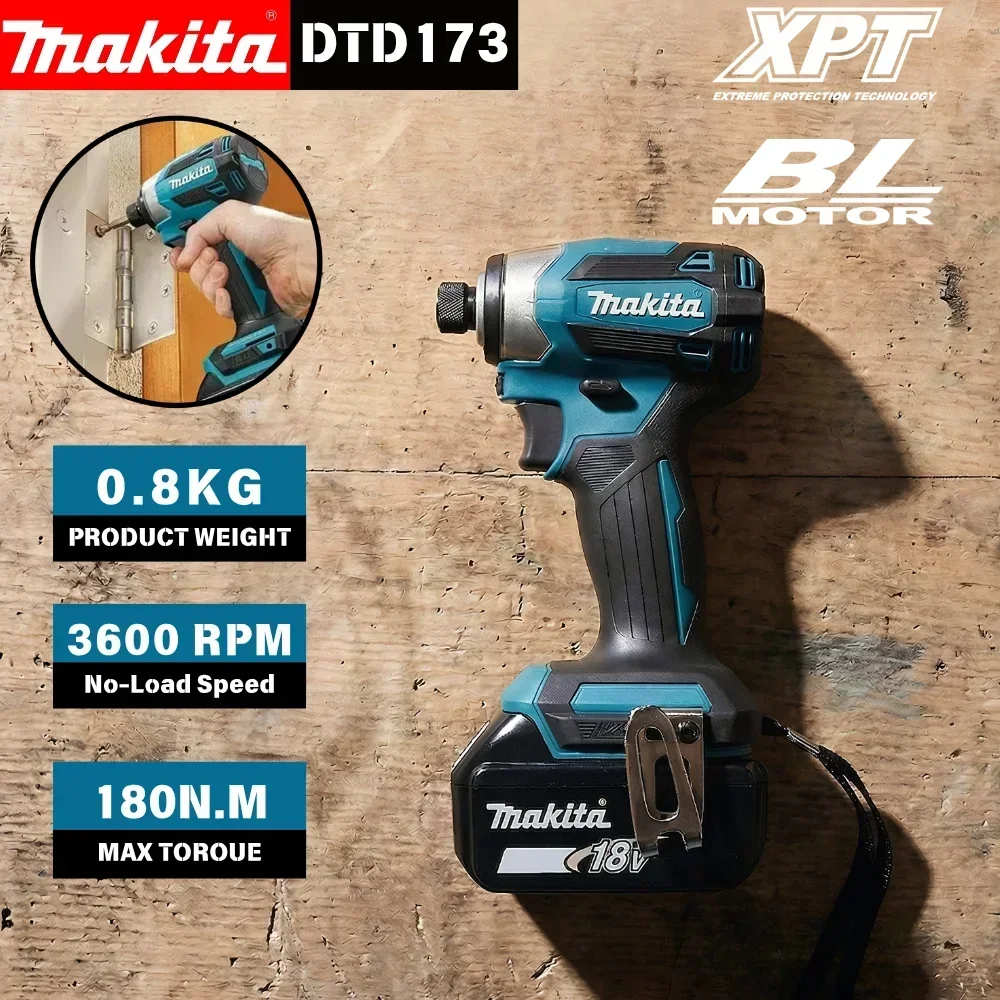 makita® DTD173
XPT
EXTREME PROTECTION TECHNOLOGY
BL
MOTOR
makita
makita
0.8KG
PRODUCT WEIGHT
3600 RPM
No-Load Speed
180N.M
MAX TOROUE
makita®
18V